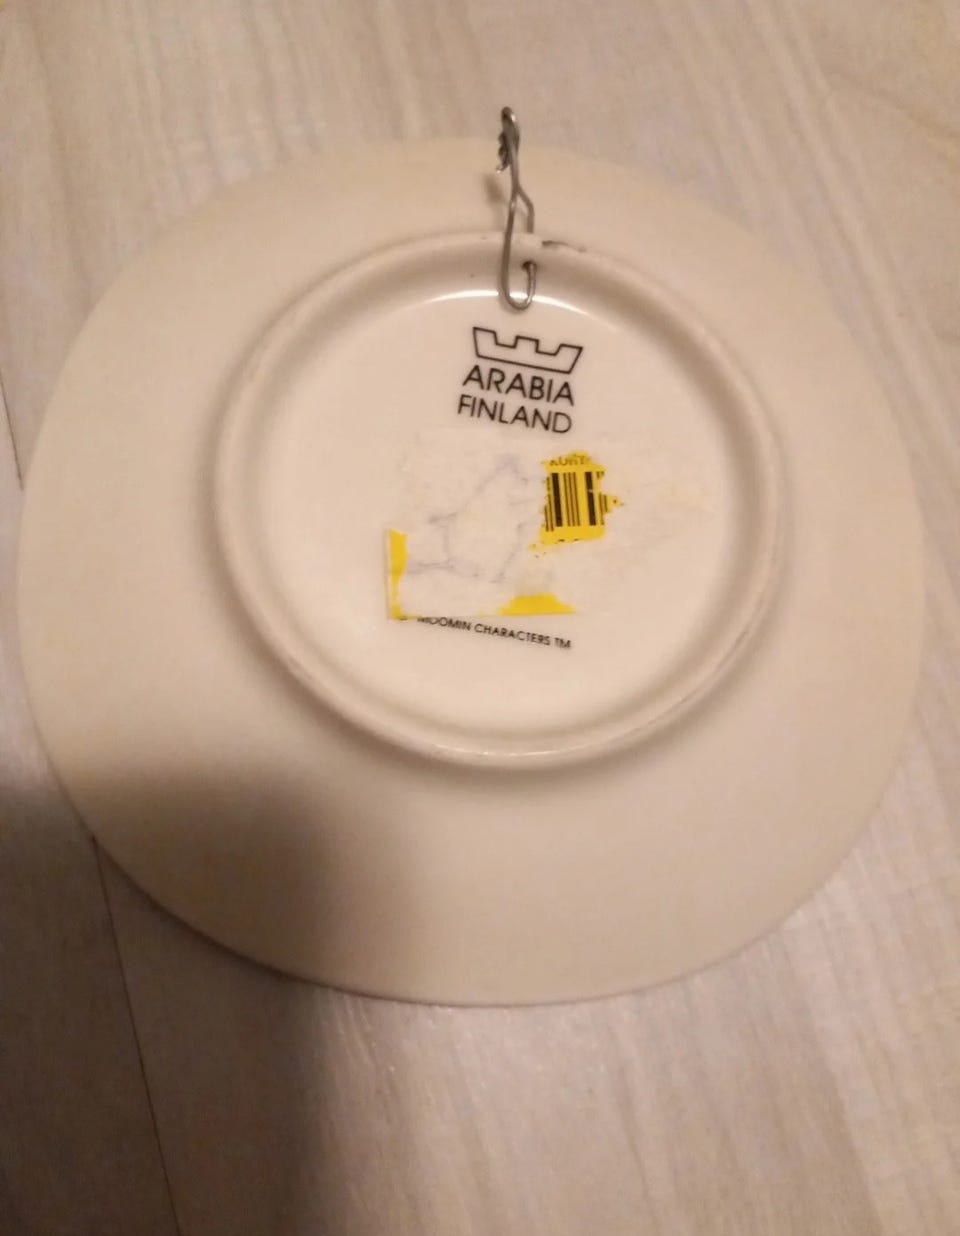 ARABIA
FINLAND
MOOMIN CHARACTERS ™